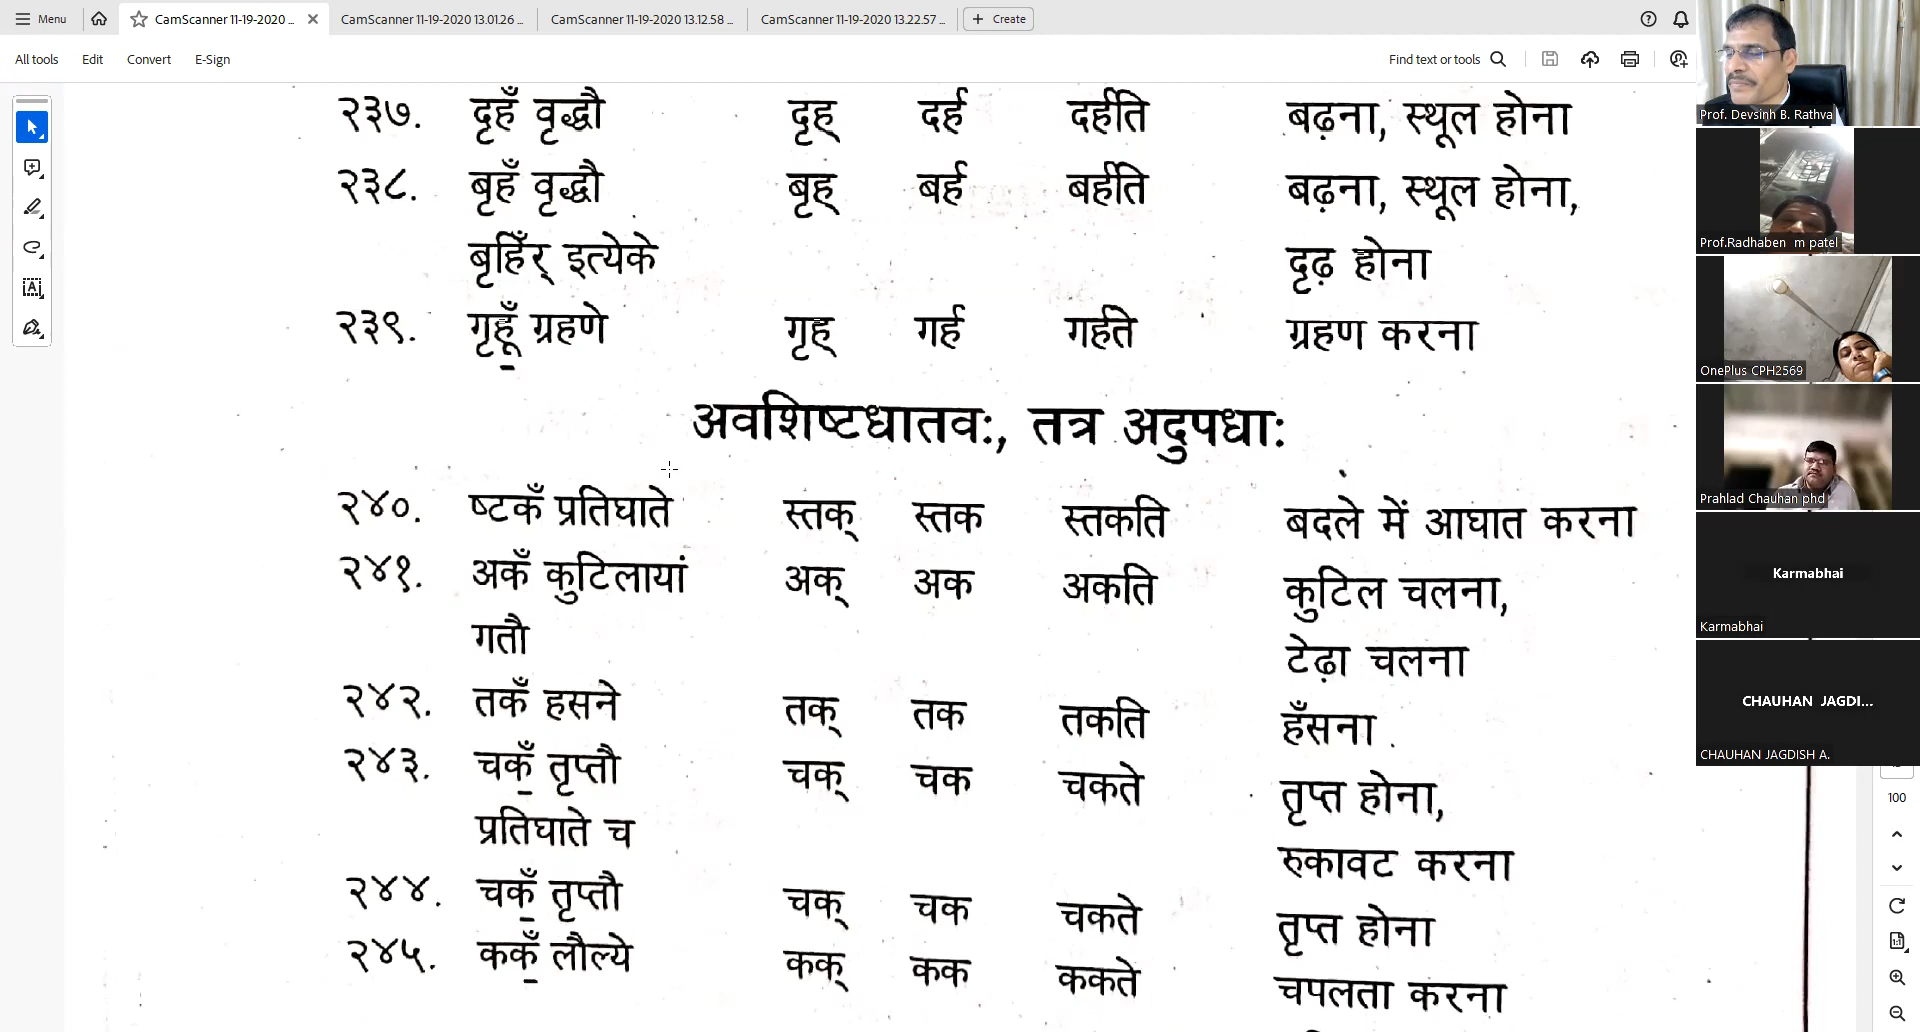 Menu CamScanner 11-19-2020 ... CamScanner 11-19-2020 13.01.26 ... CamScanner 11-19-2020 13.12.58 ... CamScanner 11-19-2020 13.22.57 ... + Create
All tools Edit Convert E-Sign Find text or tools
२३७. दृहँ वृद्धौ दृह् दर्ह दर्हति बढ़ना, स्थूल होना
२३८. बृहँ वृद्धौ बृह् बर्ह बर्हति बढ़ना, स्थूल होना,
बृहिँर् इत्येके दृढ़ होना
२३९. गृहूँ॒ ग्रहणे गृह् गर्ह गर्हते ग्रहण करना
अवशिष्टधातवः, तत्र अदुपधाः
२४०. ष्टकँ प्रतिघाते स्तक् स्तक स्तकति बदले में आघात करना
२४१. अकँ कुटिलायां अक् अक अकति कुटिल चलना,
गतौ टेढ़ा चलना
२४२. तकँ हसने तक् तक तकति हँसना .
२४३. चकँ॒ तृप्तौ चक् चक चकते तृप्त होना,
प्रतिघाते च रुकावट करना
२४४. चकँ॒ तृप्तौ चक् चक चकते तृप्त होना
२४५. ककँ॒ लौल्ये कक् कक ककते चपलता करना
Prof. Devsinh B. Rathva
Prof.Radhaben m patel
OnePlus CPH2569
Prahlad Chauhan phd
Karmabhai
Karmabhai
CHAUHAN JAGDI...
CHAUHAN JAGDISH A.
100